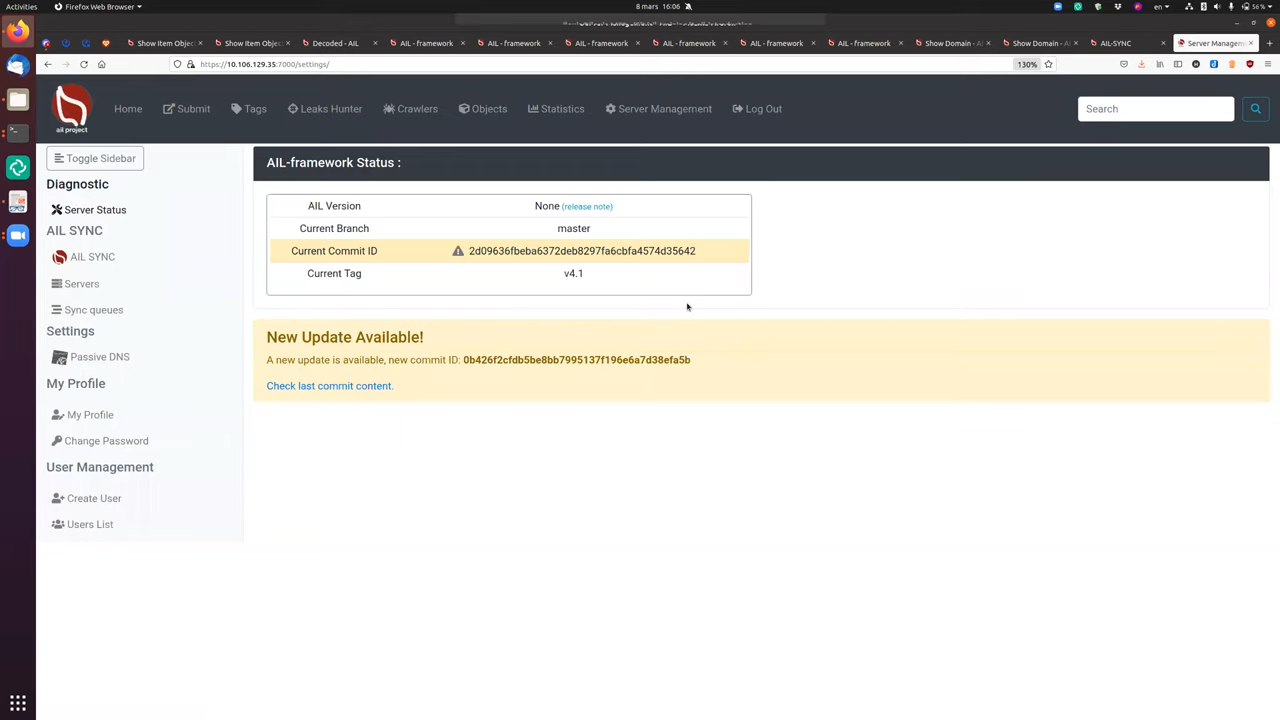 Activities
Firefox Web Browser
8 mars 16:06
en
56 %
Show Item Objec
Show Item Objec
Decoded - AIL
AIL - framework
AIL - framework
AIL - framework
AIL - framework
AIL - framework
AIL - framework
Show Domain - A
Show Domain - A
AIL-SYNC
Server Managem
https://10.106.129.35:7000/settings/
130%
ail project
Home
Submit
Tags
Leaks Hunter
Crawlers
Objects
Statistics
Server Management
Log Out
Search
Toggle Sidebar
Diagnostic
Server Status
AIL SYNC
AIL SYNC
Servers
Sync queues
Settings
Passive DNS
My Profile
My Profile
Change Password
User Management
Create User
Users List
AIL-framework Status :
AIL Version None (release note)
Current Branch master
Current Commit ID 2d09636fbeba6372deb8297fa6cbfa4574d35642
Current Tag v4.1
New Update Available!
A new update is available, new commit ID: 0b426f2cfdb5be8bb7995137f196e6a7d38efa5b
Check last commit content.